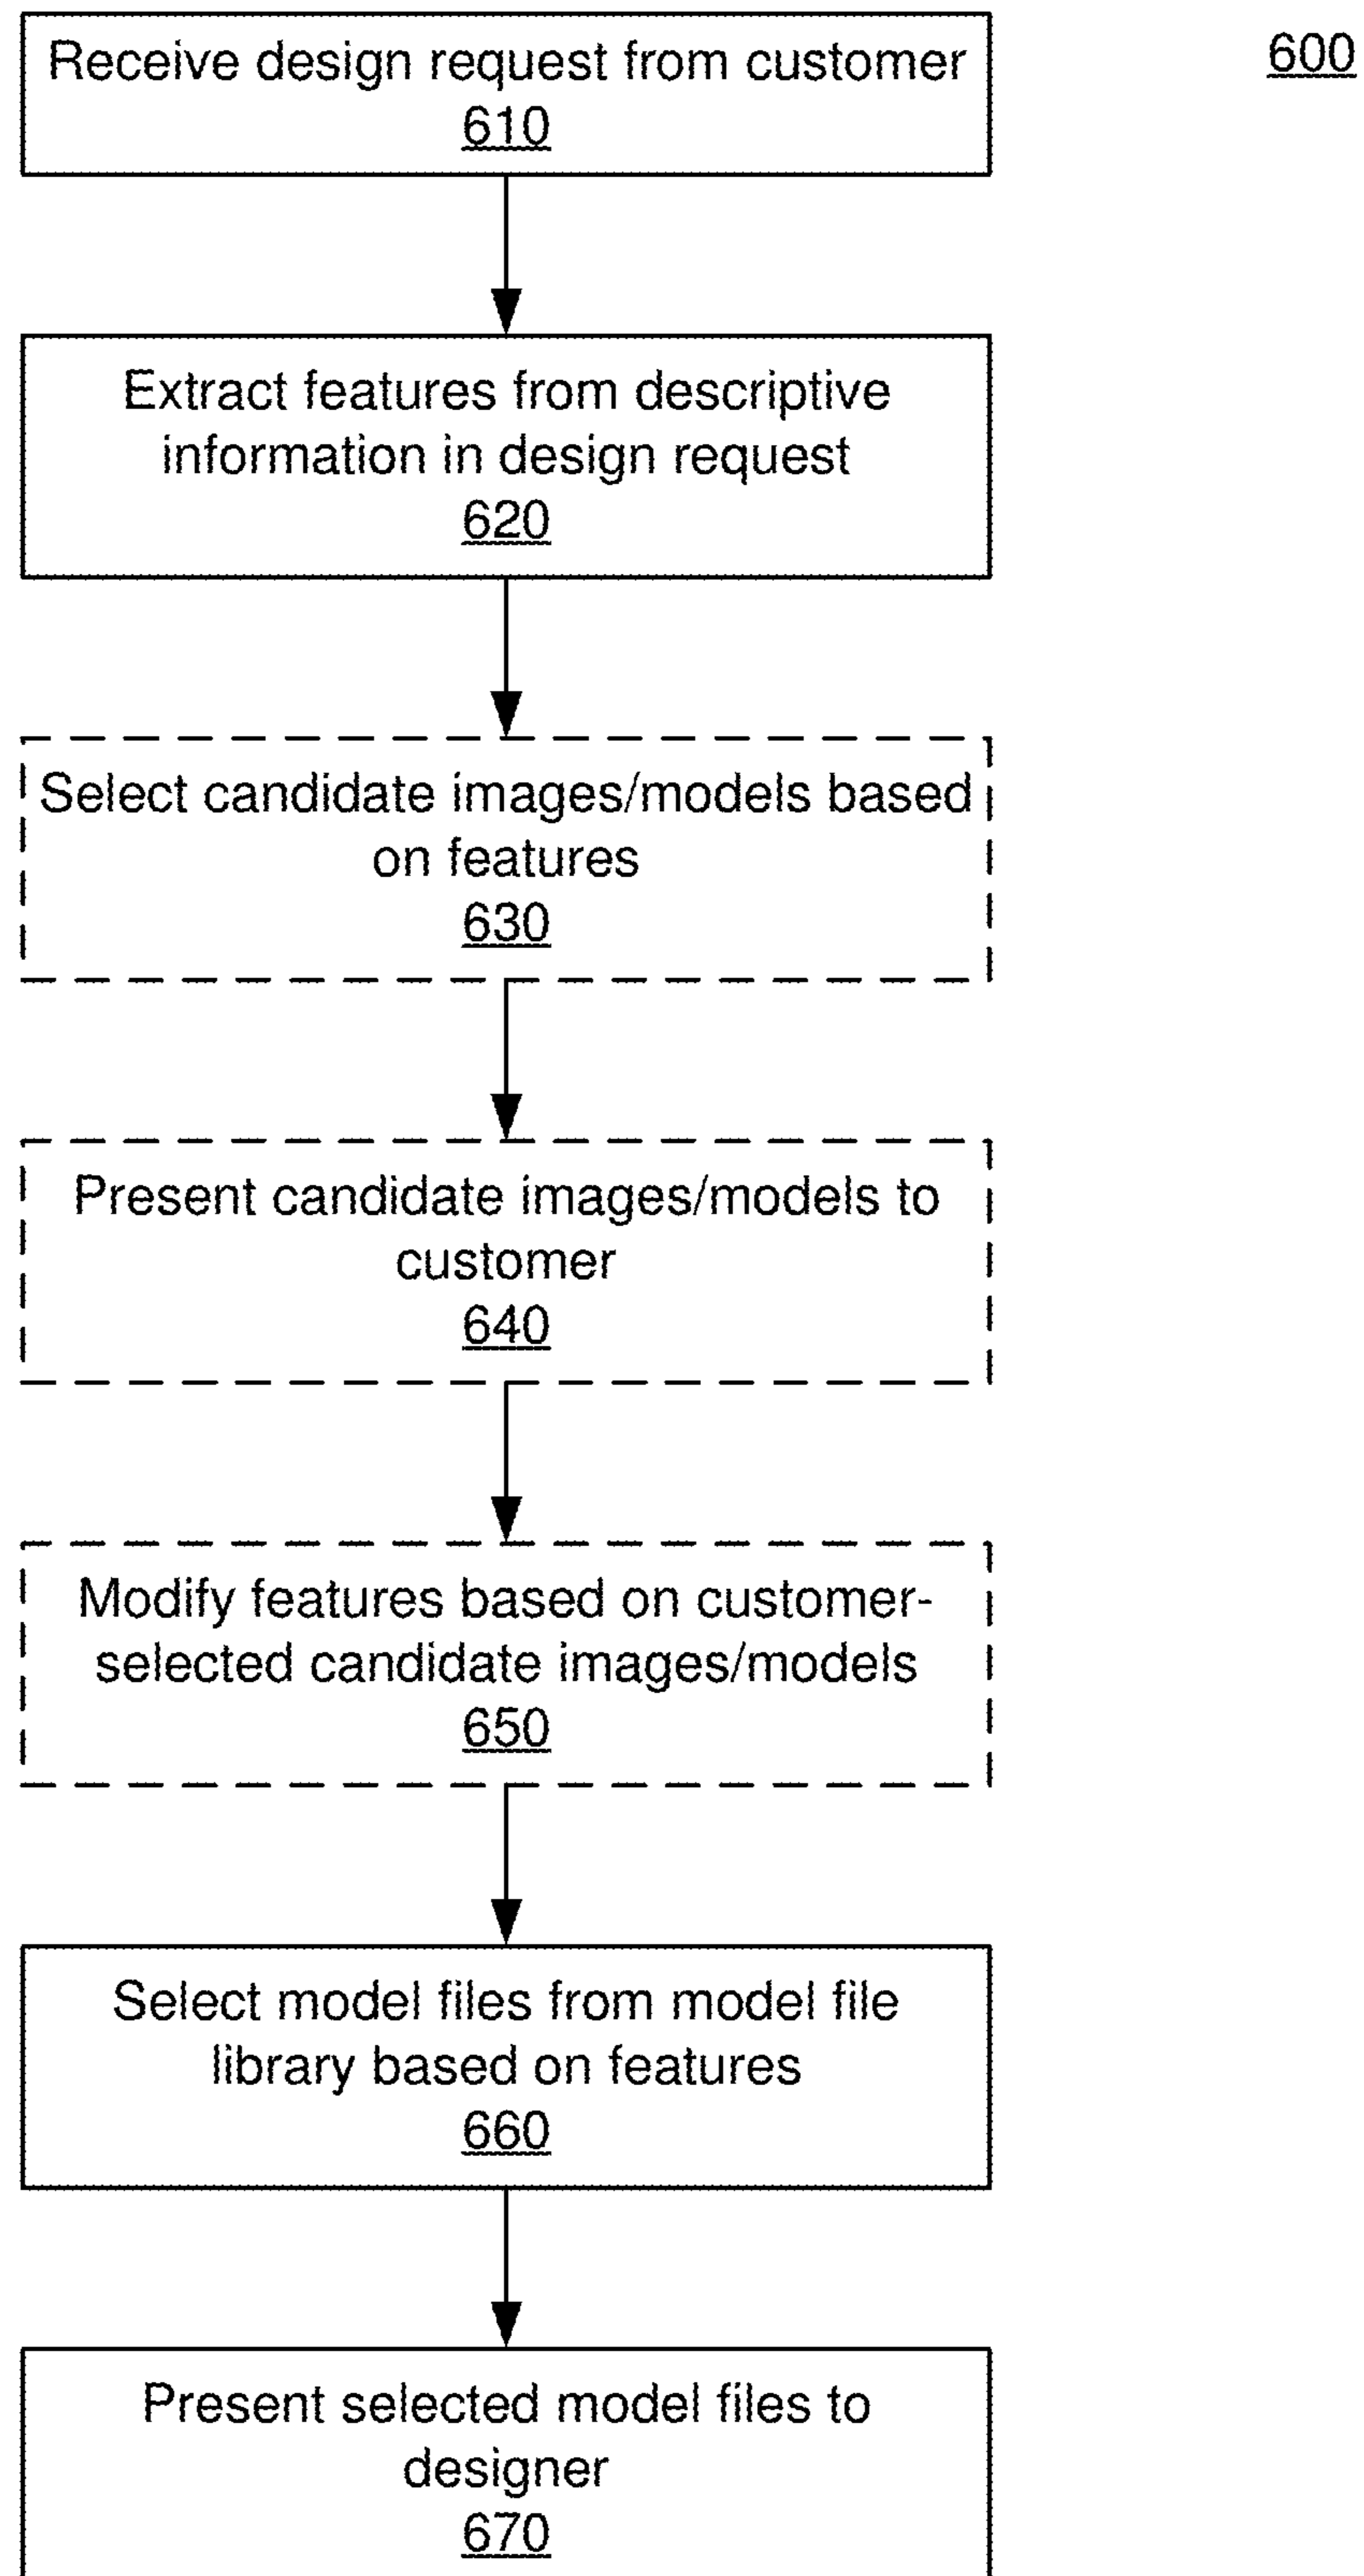 Receive design request from customer
610
600
Extract features from descriptive
information in design request
620
Select candidate images/models based
on features
630
Present candidate images/models to
customer
640
Modify features based on customer-
selected candidate images/models
650
Select model files from model file
library based on features
660
Present selected model files to
designer
670